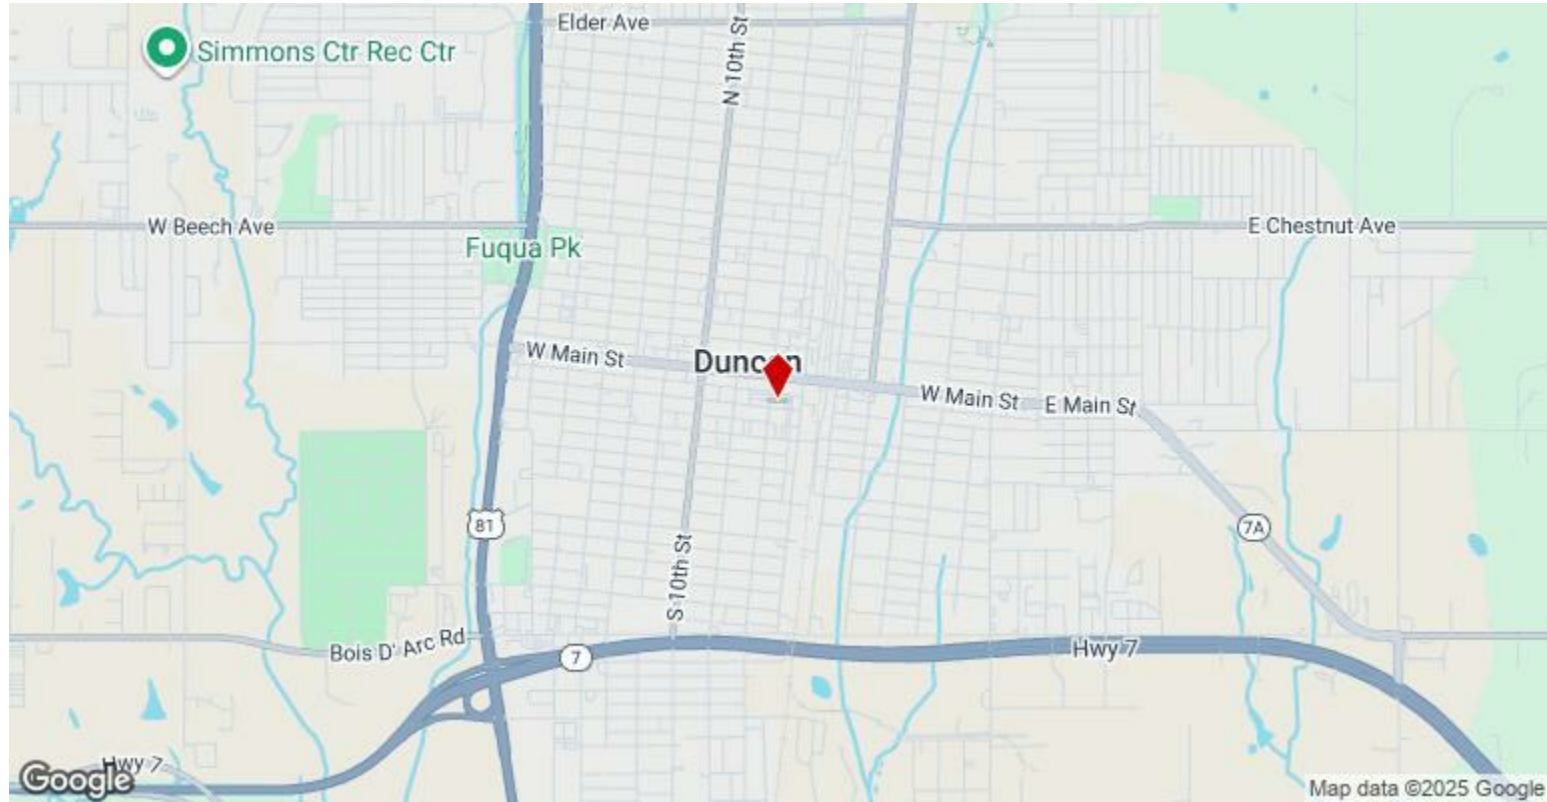 Elder Ave
N 10th St
Simmons Ctr Rec Ctr
W Beech Ave
E Chestnut Ave
Fuqua Pk
W Main St
Duncan
W Main St
E Main St
81
7A
S 10th St
Bois D' Arc Rd
7
Hwy 7
Hwy 7
Google
Map data ©2025 Google